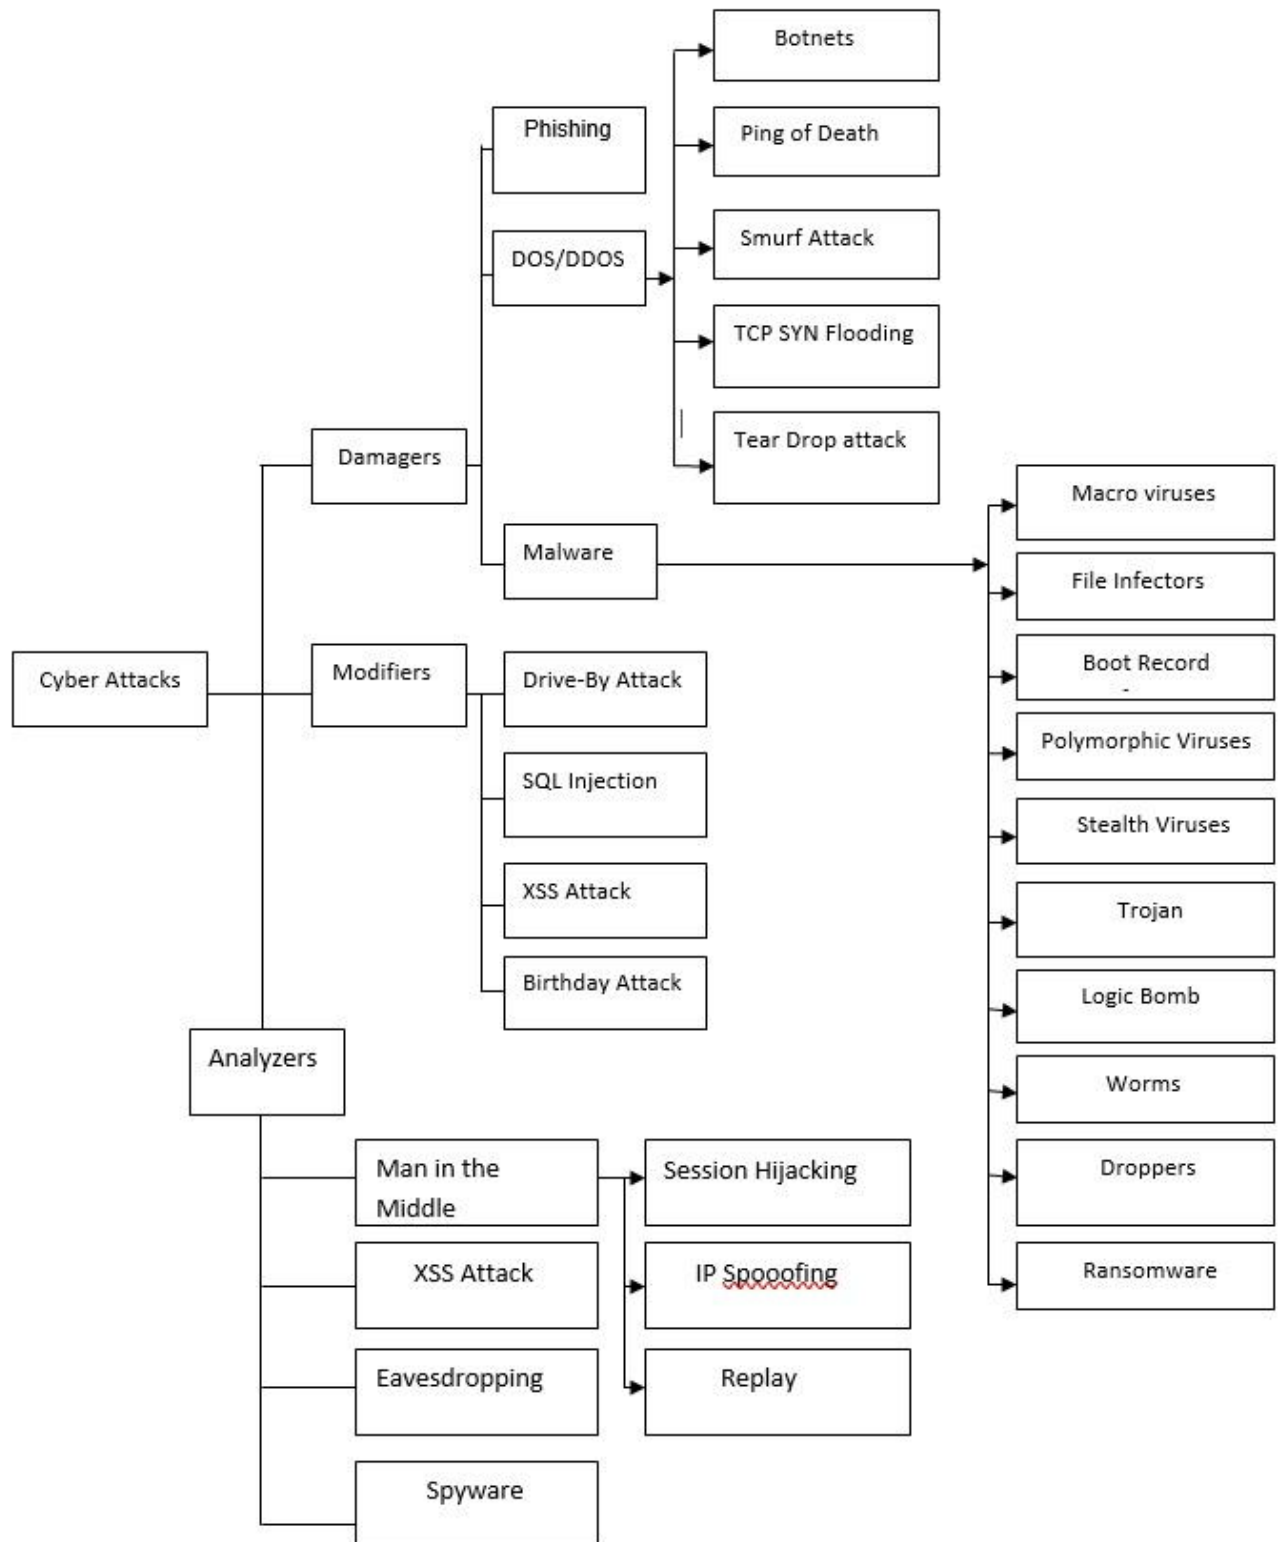 Botnets
Phishing
Ping of Death
DOS/DDOS
Smurf Attack
TCP SYN Flooding
Damagers
Tear Drop attack
Malware
Macro viruses
File Infectors
Cyber Attacks
Modifiers
Drive-By Attack
Boot Record
SQL Injection
Polymorphic Viruses
XSS Attack
Stealth Viruses
Birthday Attack
Trojan
Analyzers
Logic Bomb
Worms
Man in the
Middle
Session Hijacking
Droppers
XSS Attack
IP Spooofing
Ransomware
Eavesdropping
Replay
Spyware